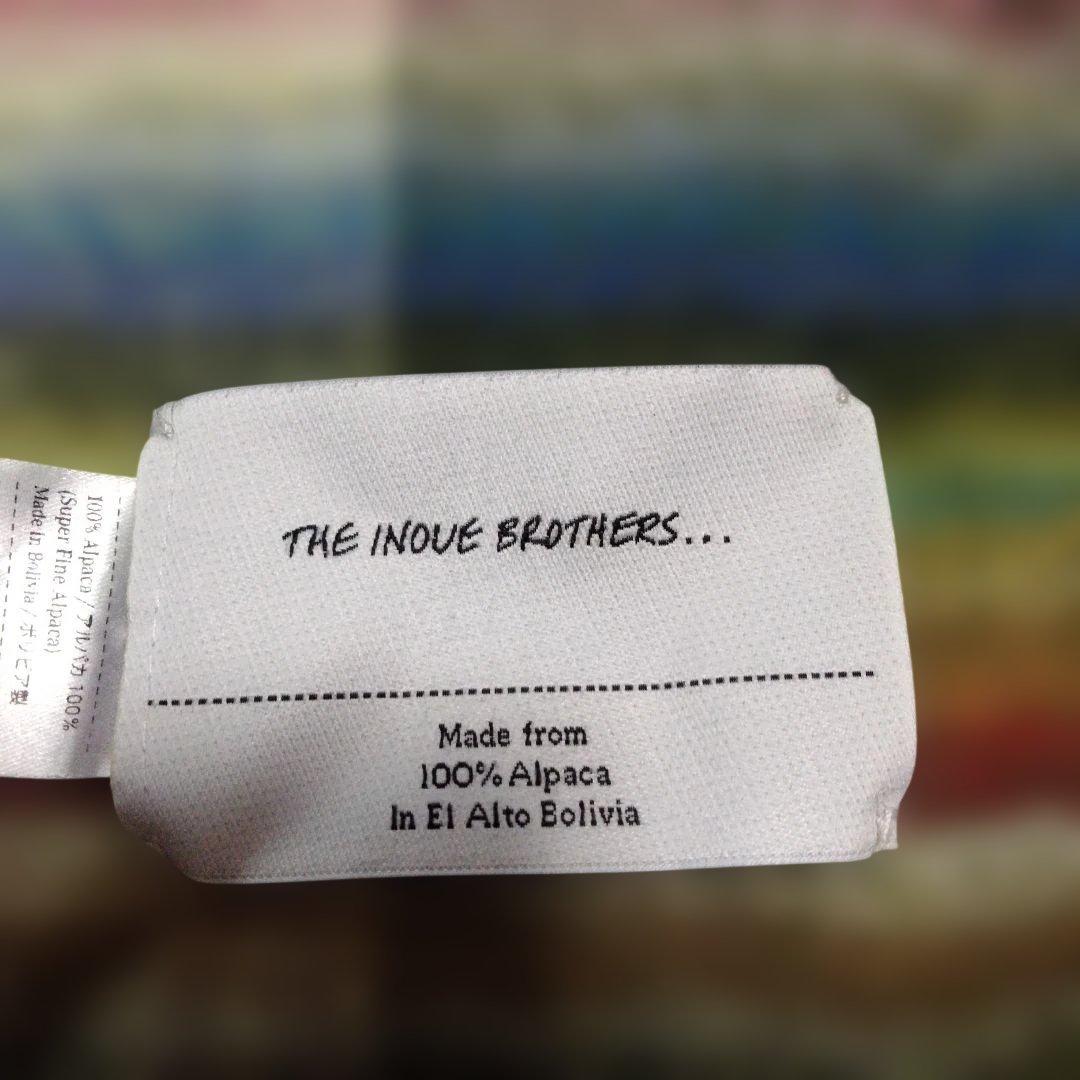 THE INOUE BROTHERS...
Made from
100% Alpaca
In El Alto Bolivia
100% Alpaca / アルパカ 100%
(Super Fine Alpaca)
Made in Bolivia / ボリビア製